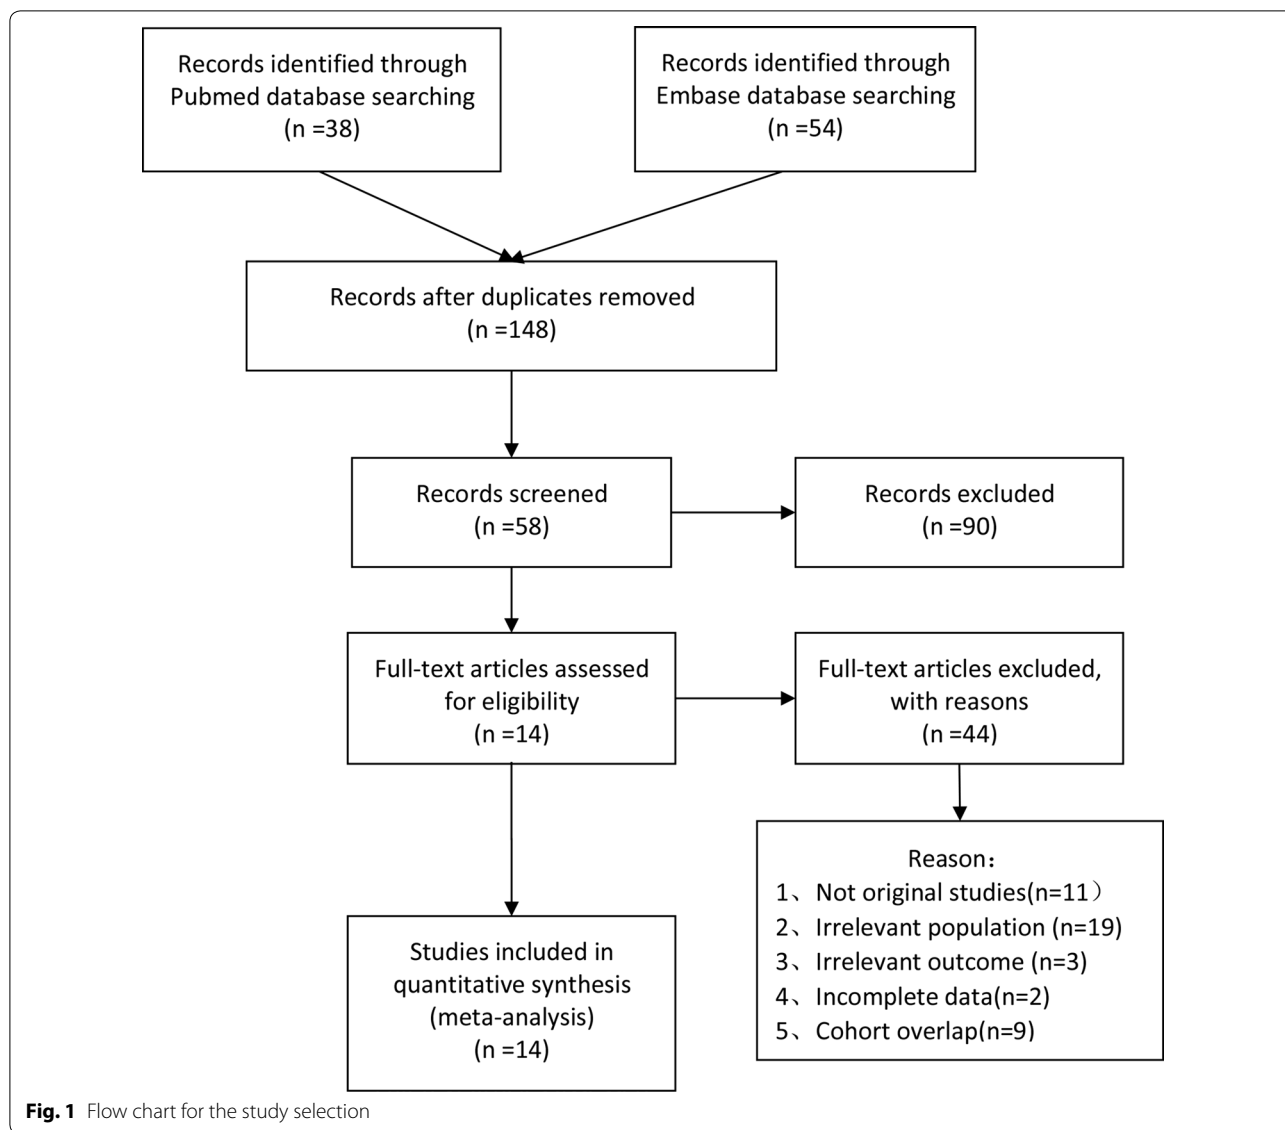 Records identified through
Pubmed database searching
(n =38)
Records identified through
Embase database searching
(n =54)
Records after duplicates removed
(n =148)
Records screened
(n =58)
Records excluded
(n =90)
Full-text articles assessed
for eligibility
(n =14)
Full-text articles excluded,
with reasons
(n =44)
Reason：
1、Not original studies(n=11）
2、Irrelevant population (n=19)
3、Irrelevant outcome (n=3)
4、Incomplete data(n=2)
5、Cohort overlap(n=9)
Studies included in
quantitative synthesis
(meta-analysis)
(n =14)
Fig. 1 Flow chart for the study selection